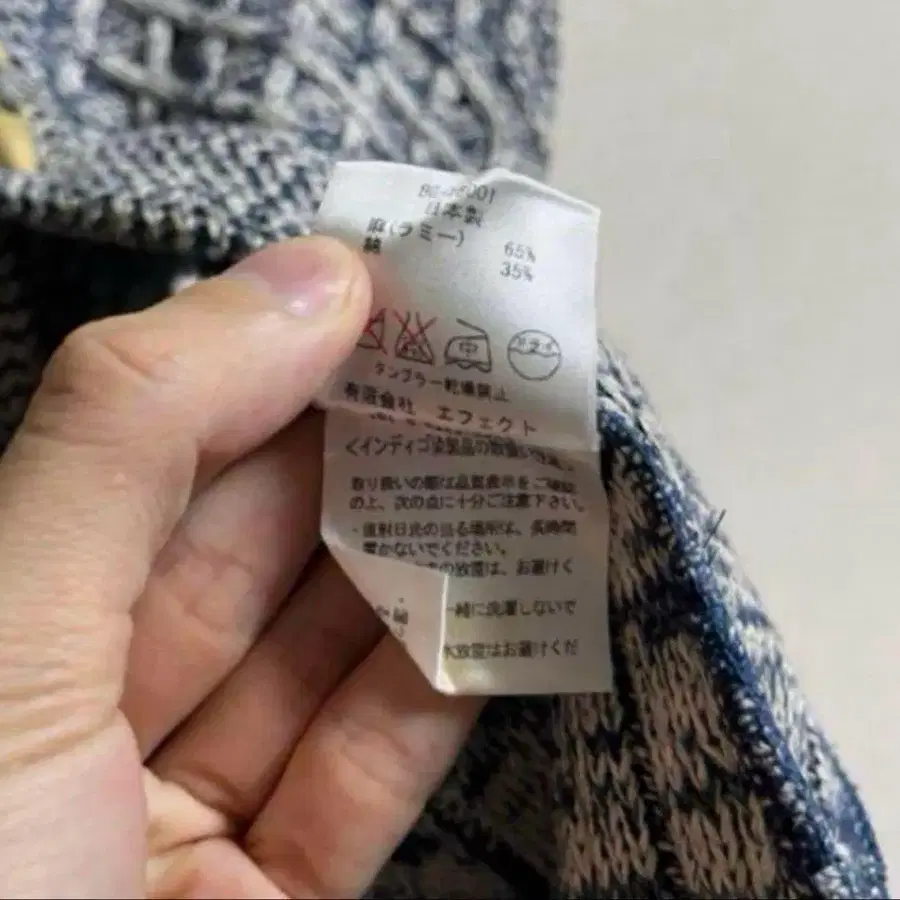 日本製
麻(ラミー) 65%
綿 35%
中
タンブラー乾燥禁止
有限会社 エフェクト
<インディゴ染製品の取扱い注意
取り扱いの際は品質表示をご確認
の上、次の点に十分ご注意下さい。
・直射日光の当る場所は、長時間
置かないでください。
の放置は、お避けく
一緒に洗濯しないで
水放置はお避けくだ